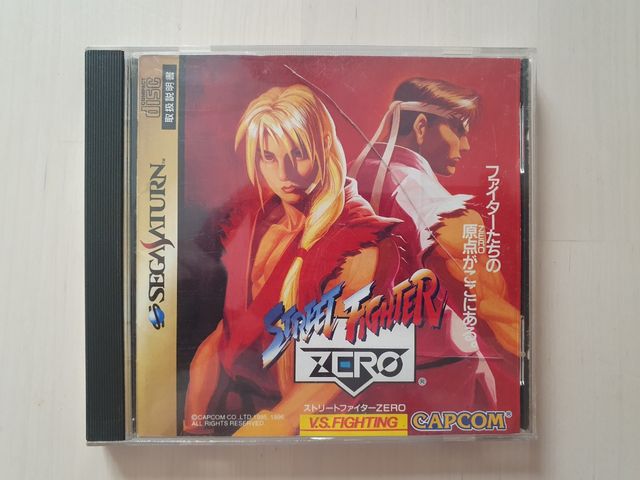 COMPACT
disc
取扱説明書
SEGA SATURN™
ファイターたちの
原点がここにある。
ZERO
STREET FIGHTER
ZERO
®
ストリートファイターZERO
V.S. FIGHTING
CAPCOM®
©CAPCOM CO.,LTD.1995, 1996
ALL RIGHTS RESERVED.